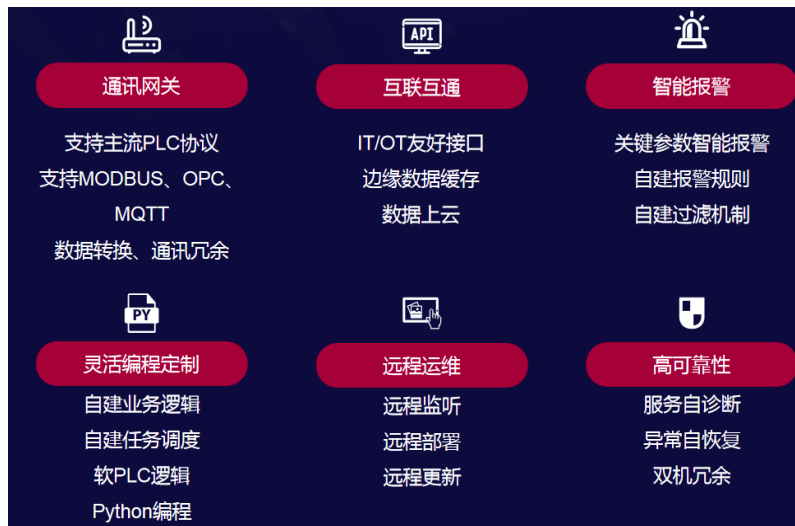 API
通讯网关
互联互通
智能报警
支持主流PLC协议
支持MODBUS、OPC、
MQTT
数据转换、通讯冗余
IT/OT友好接口
边缘数据缓存
数据上云
关键参数智能报警
自建报警规则
自建过滤机制
PY
灵活编程定制
远程运维
高可靠性
自建业务逻辑
自建任务调度
软PLC逻辑
Python编程
远程监听
远程部署
远程更新
服务自诊断
异常自恢复
双机冗余